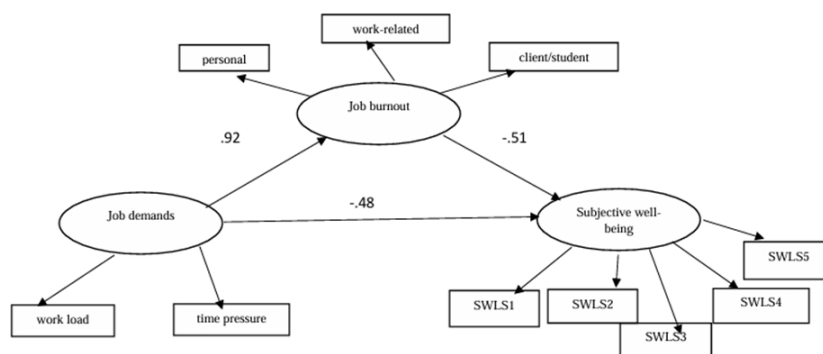 work-related
personal
client/student
Job burnout
.92
-.51
-.48
Job demands
Subjective well-
being
SWLS5
SWLS1
SWLS2
SWLS4
work load
time pressure
SWLS3